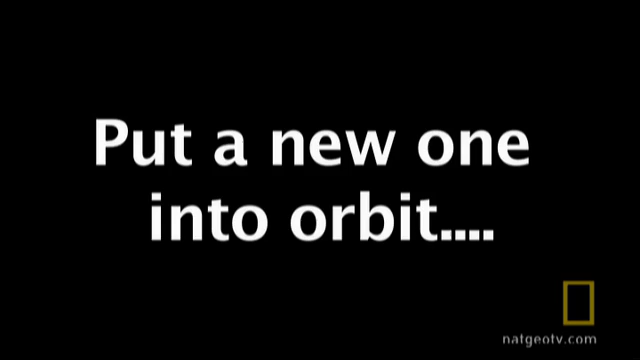 Put a new one
into orbit....
natgeotv.com